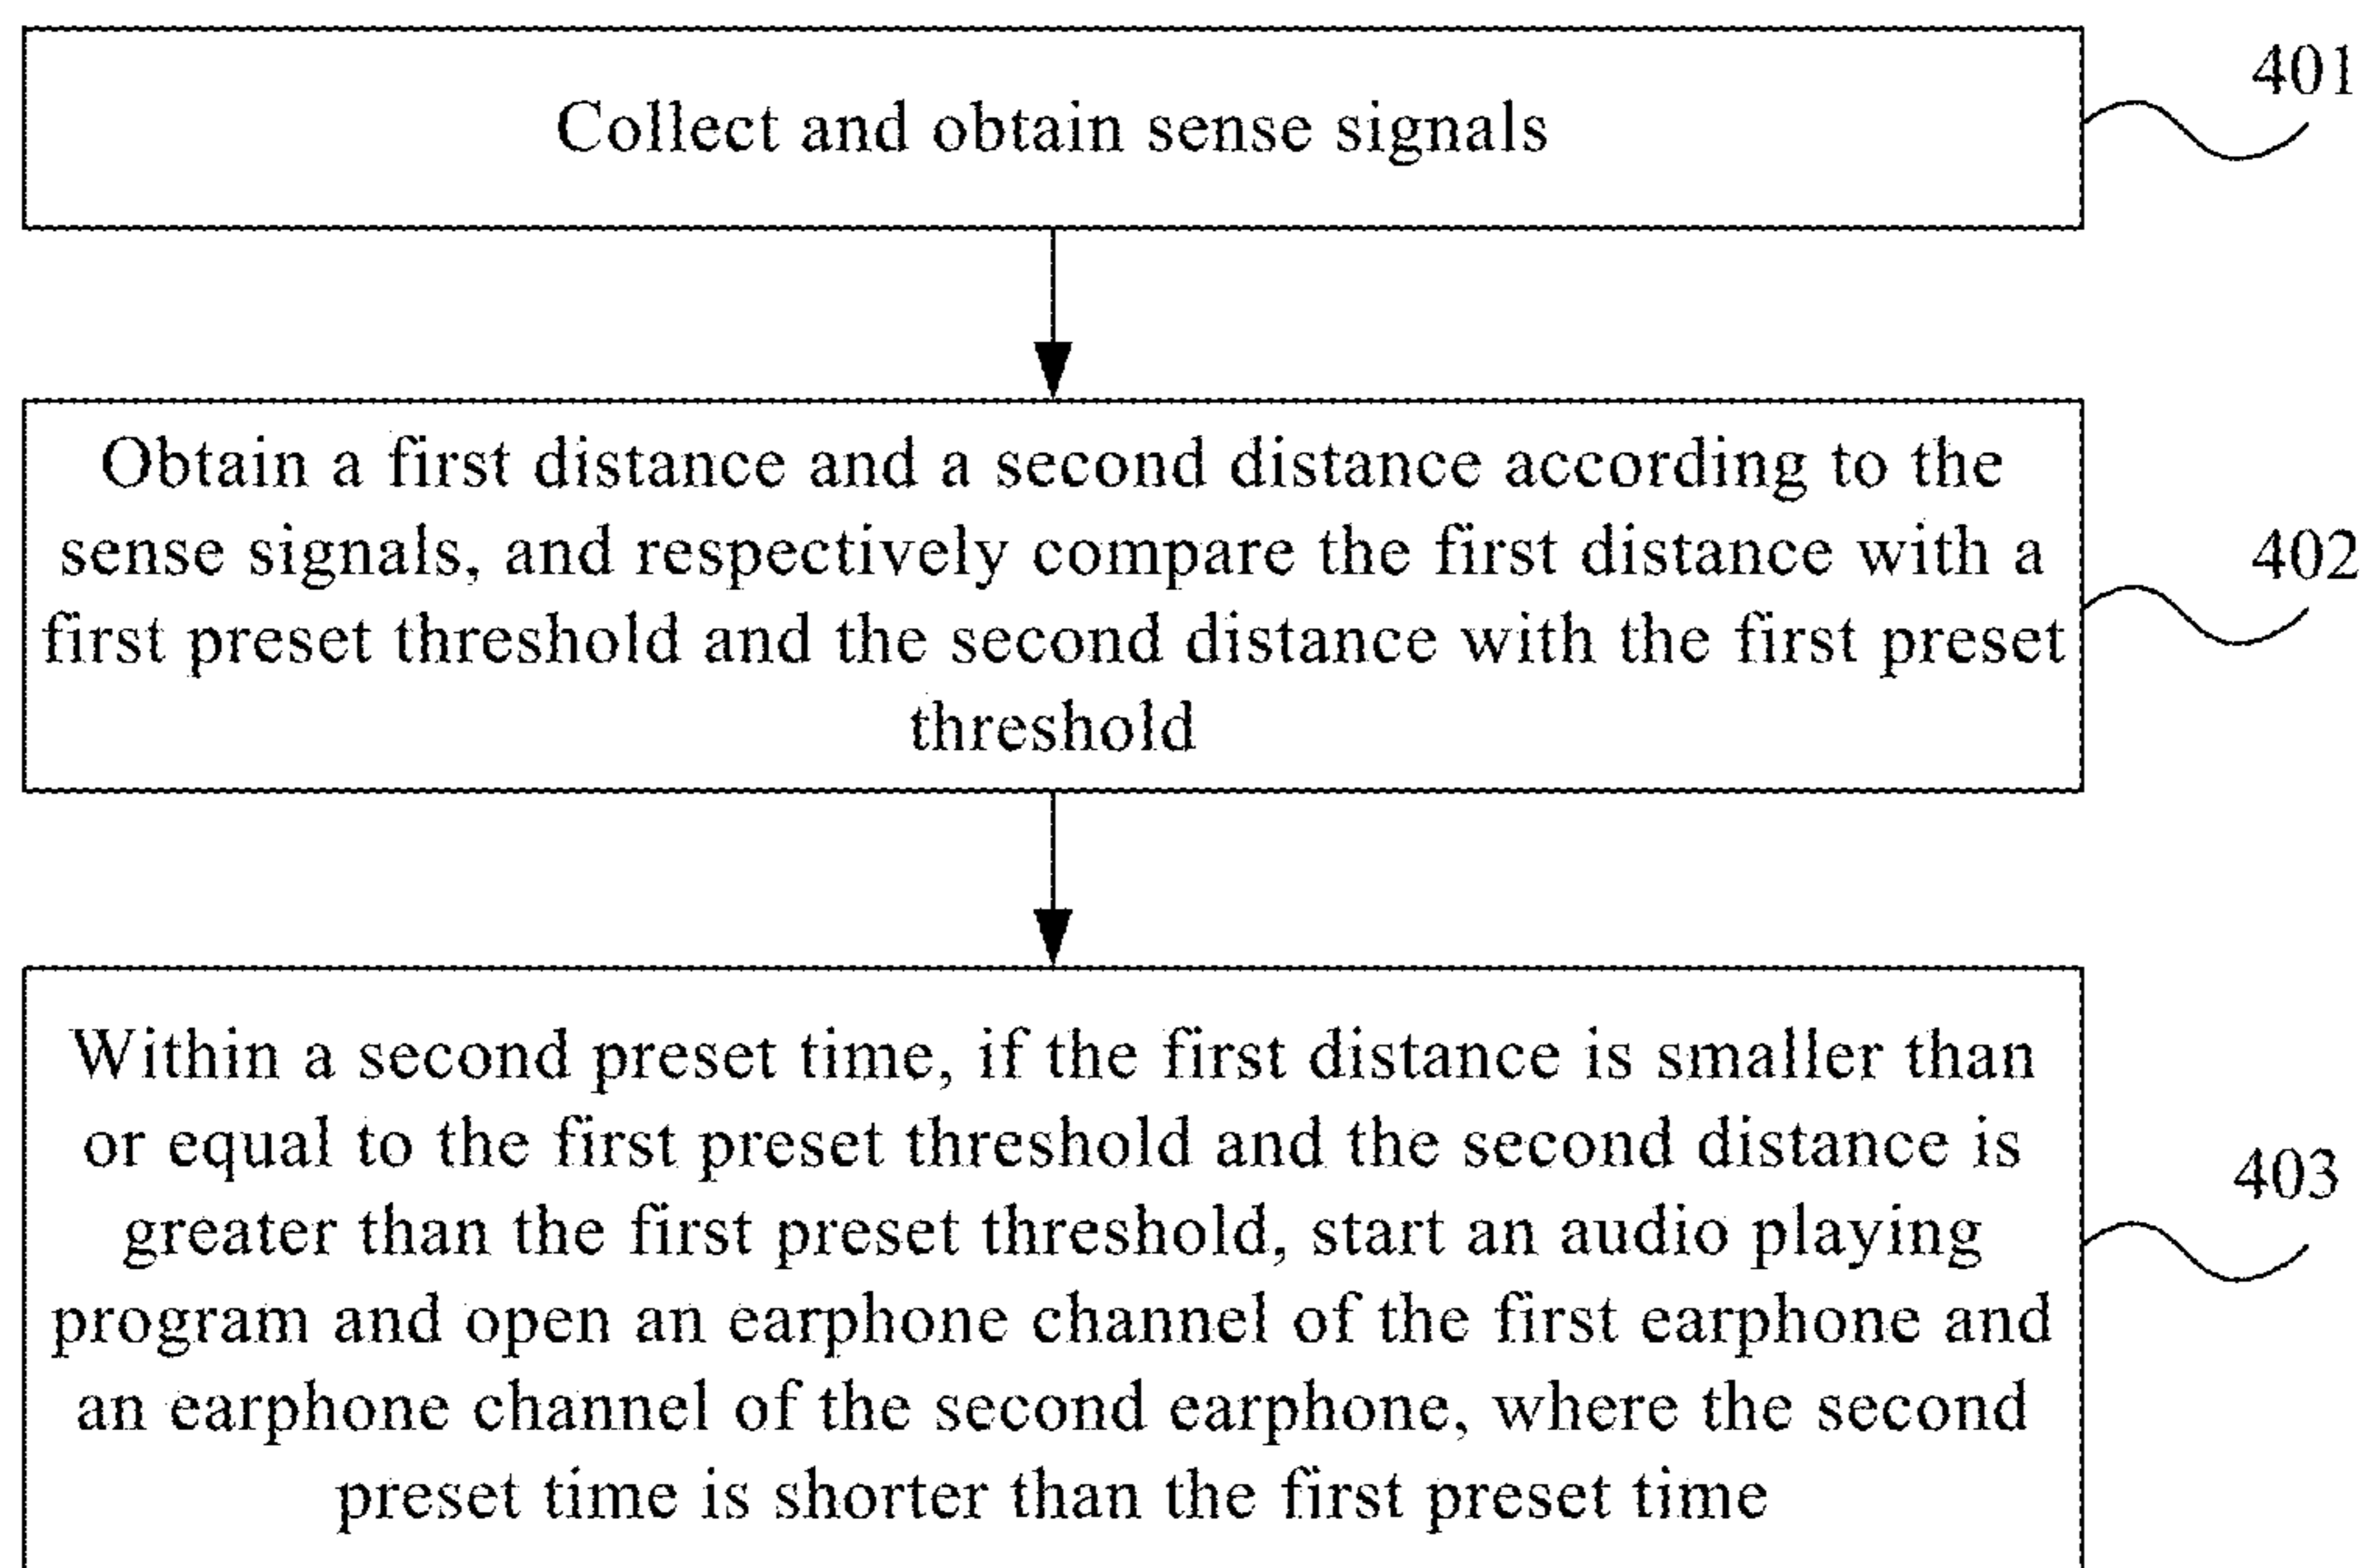 Collect and obtain sense signals
401
Obtain a first distance and a second distance according to the
sense signals, and respectively compare the first distance with a
first preset threshold and the second distance with the first preset
threshold
402
Within a second preset time, if the first distance is smaller than
or equal to the first preset threshold and the second distance is
greater than the first preset threshold, start an audio playing
program and open an earphone channel of the first earphone and
an earphone channel of the second earphone, where the second
preset time is shorter than the first preset time
403